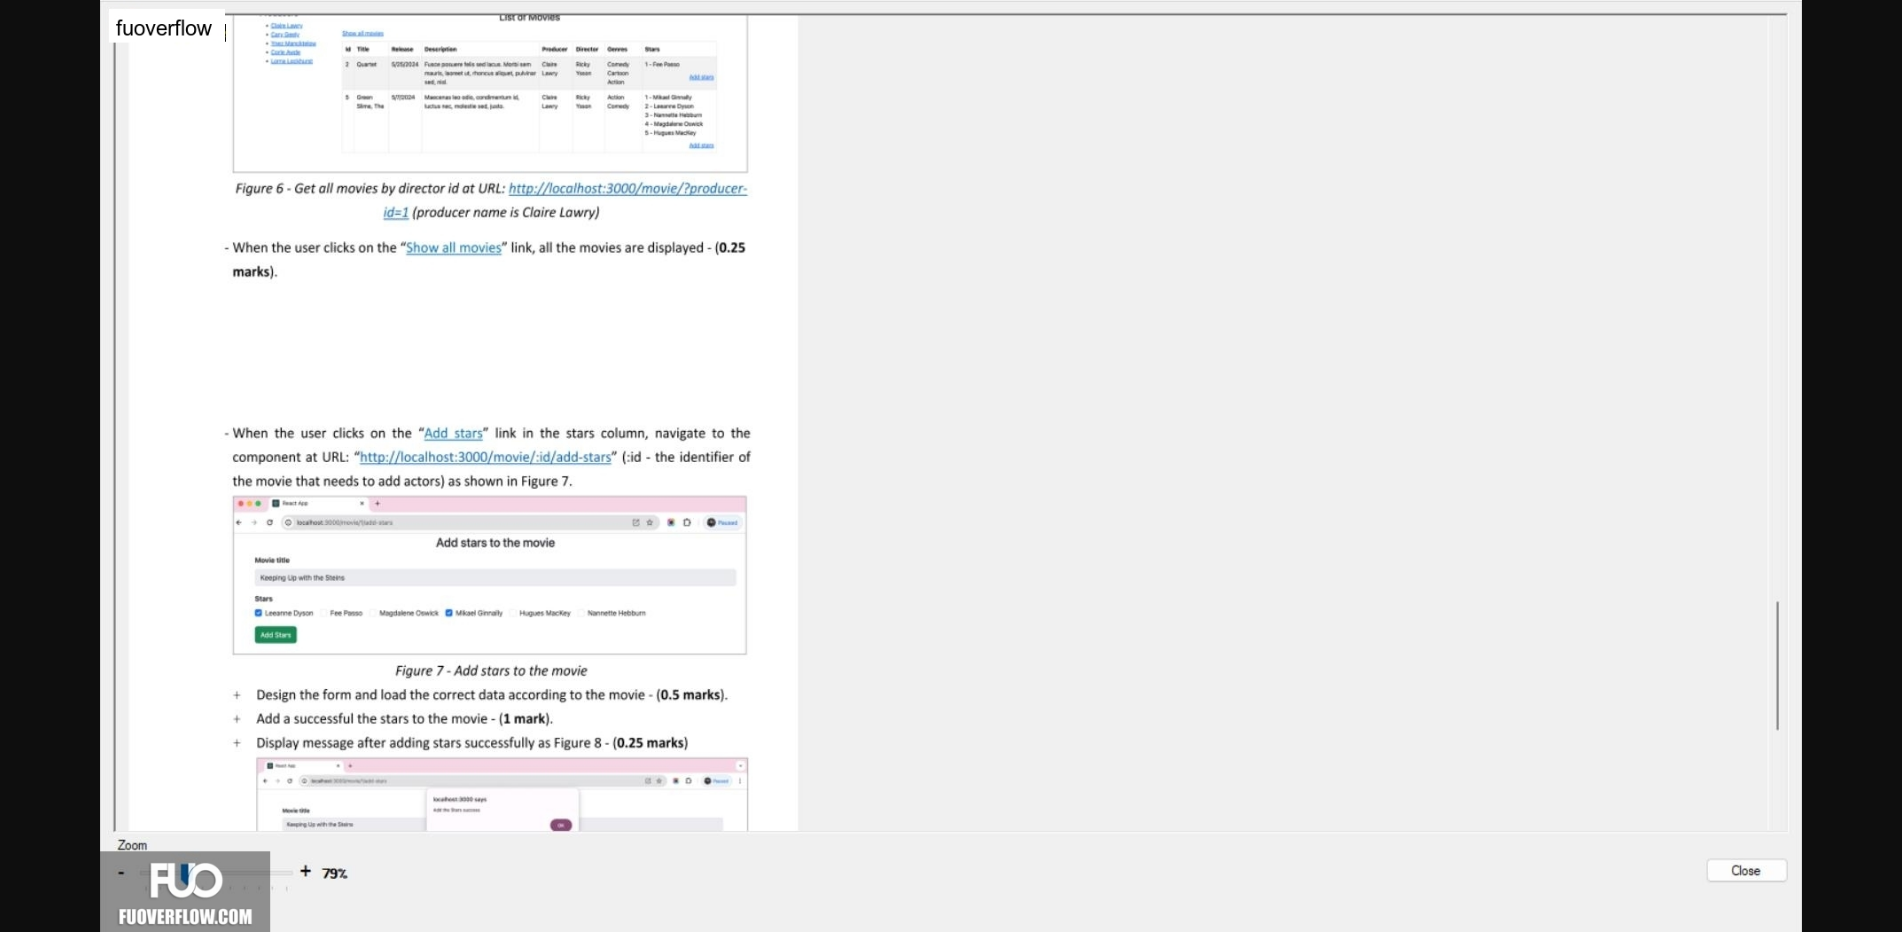 fuoverflow
List of Movies
Claire Lawry
Cary Deely
Yves Mandifelow
Corie Axde
Lorna Lockhurst
Show all movies
Id Title Release Description Producer Director Genres Stars
2 Quartet 5/25/2024 Fusce posuere felis sed lacus. Morbi sem Claire Ricky Comedy 1 - Fee Passo
mauris, laoreet ut, rhoncus aliquet, pulvinar Lawry Yason Cartoon Add stars
sed, nisl. Action
5 Green 5/7/2024 Maecenas leo odio, condimentum id, Claire Ricky Action 1 - Mikael Ginnally
Slime, The luctus nec, molestie sed, justo. Lawry Yason Comedy 2 - Leeanne Dyson
3 - Nannette Hebburn
4 - Magdalene Oswick
5 - Hugues MacKey
Add stars
Figure 6 - Get all movies by director id at URL: http://localhost:3000/movie/?producer-
id=1 (producer name is Claire Lawry)
- When the user clicks on the “Show all movies” link, all the movies are displayed - (0.25
marks).
- When the user clicks on the “Add stars” link in the stars column, navigate to the
component at URL: “http://localhost:3000/movie/:id/add-stars” (:id - the identifier of
the movie that needs to add actors) as shown in Figure 7.
React App
localhost:3000/movie/1/add-stars
Paused
Add stars to the movie
Movie title
Keeping Up with the Steins
Stars
Leeanne Dyson Fee Passo Magdalene Oswick Mikael Ginnally Hugues MacKey Nannette Hebburn
Add Stars
Figure 7 - Add stars to the movie
+ Design the form and load the correct data according to the movie - (0.5 marks).
+ Add a successful the stars to the movie - (1 mark).
+ Display message after adding stars successfully as Figure 8 - (0.25 marks)
React App
localhost:3000/movie/1/add-stars
Paused
localhost:3000 says
Add the Stars success
OK
Movie title
Keeping Up with the Steins
Zoom
- + 79%
Close
FUO
FUOVERFLOW.COM